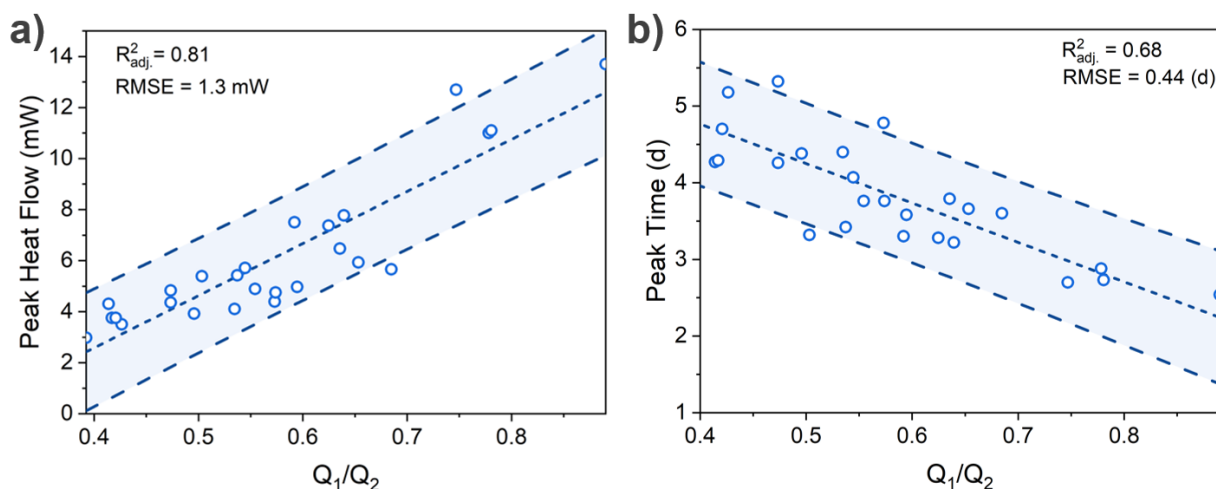 a)
R²adj. = 0.81
RMSE = 1.3 mW
Peak Heat Flow (mW)
14
12
10
8
6
4
2
0
0.4 0.5 0.6 0.7 0.8
Q₁/Q₂
b)
R²adj. = 0.68
RMSE = 0.44 (d)
Peak Time (d)
6
5
4
3
2
1
0.4 0.5 0.6 0.7 0.8
Q₁/Q₂